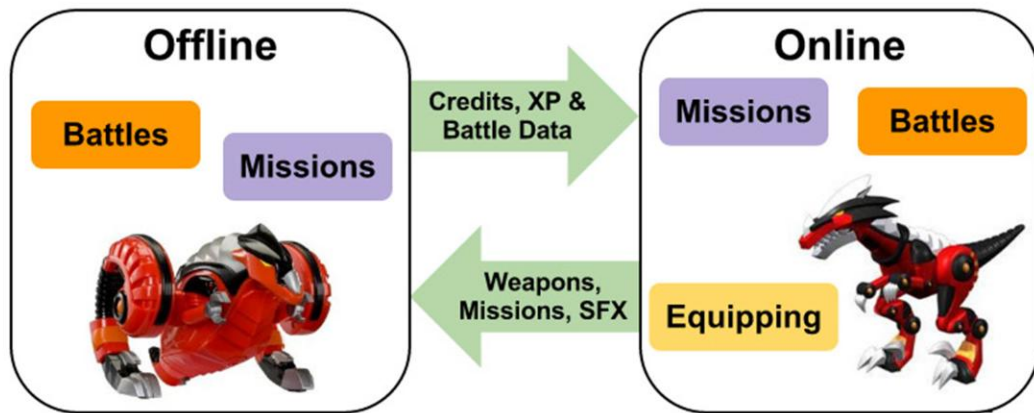 Offline
Battles
Missions
Credits, XP &
Battle Data
Weapons,
Missions, SFX
Online
Missions
Battles
Equipping